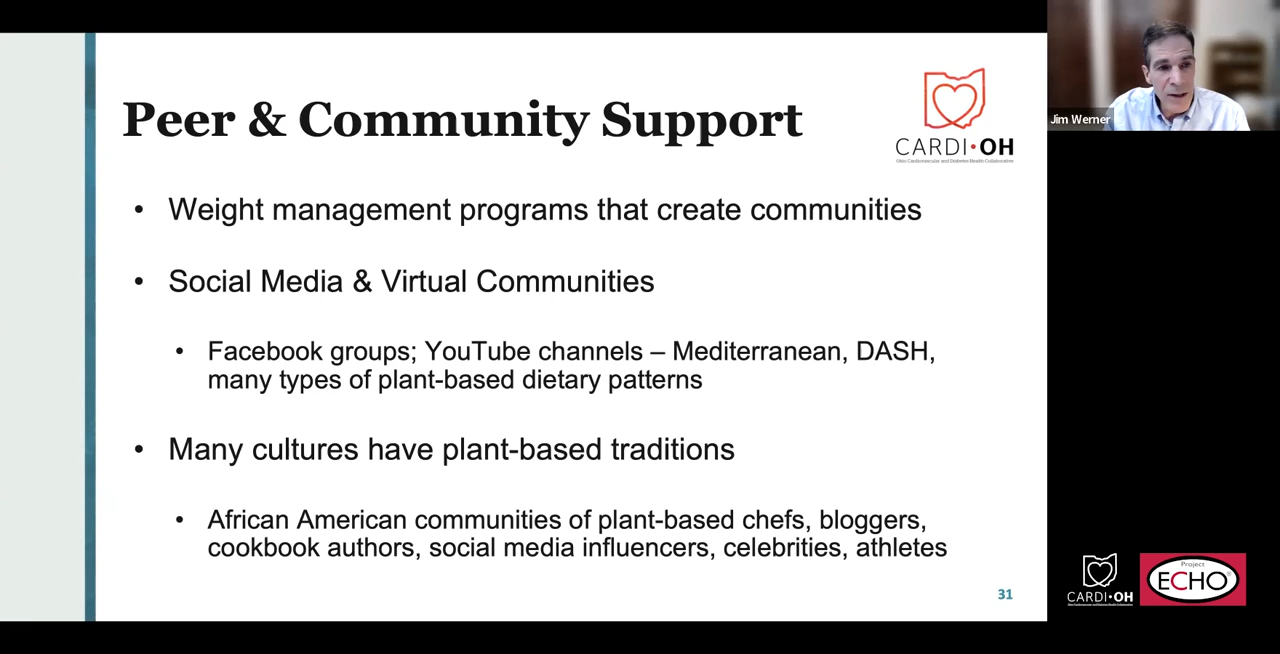 Peer & Community Support
CARDI•OH
Ohio Cardiovascular and Diabetes Health Collaborative
• Weight management programs that create communities
• Social Media & Virtual Communities
• Facebook groups; YouTube channels – Mediterranean, DASH,
many types of plant-based dietary patterns
• Many cultures have plant-based traditions
• African American communities of plant-based chefs, bloggers,
cookbook authors, social media influencers, celebrities, athletes
31
Jim Werner
CARDI•OH
Project
ECHO®